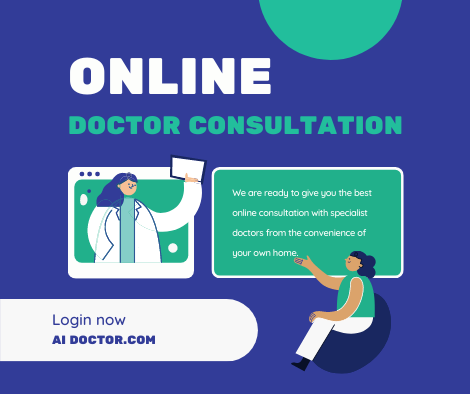 ONLINE
DOCTOR CONSULTATION
We are ready to give you the best
online consultation with specialist
doctors from the convenience of
your own home.
Login now
AI DOCTOR.COM